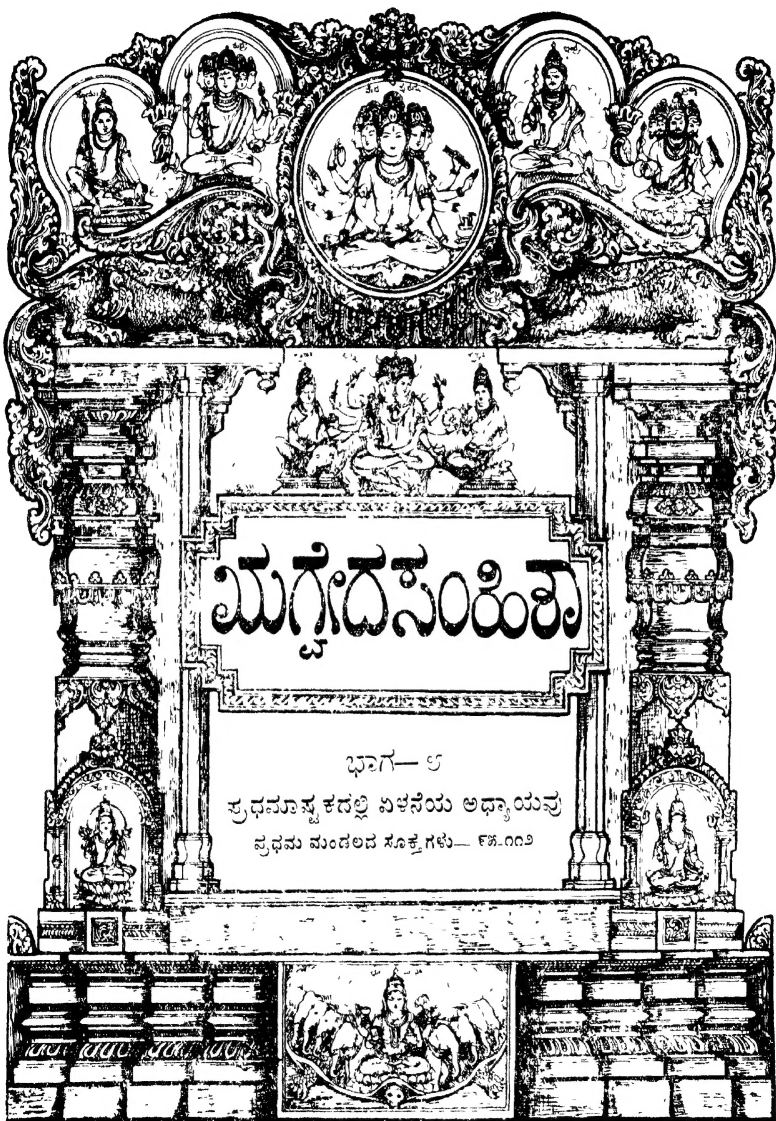 ಋಗ್ವೇದಸಂಹಿತಾ
ಭಾಗ— ೮
ಪ್ರಥಮಾಷ್ಟಕದಲ್ಲಿ ಏಳನೆಯ ಅಧ್ಯಾಯವು
ಪ್ರಥಮ ಮಂಡಲದ ಸೂಕ್ತಗಳು— ೯೫-೧೧೨